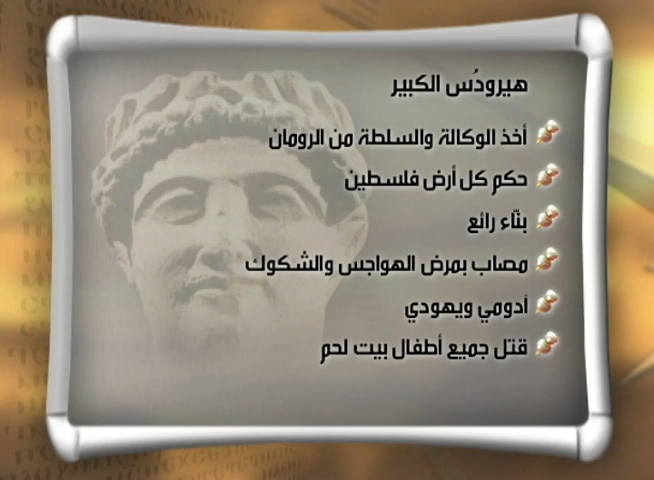 هيرودُس الكبير
أخذ الوكالة والسلطة من الرومان
حكم كل أرض فلسطين
بنّاء رائع
مصاب بمرض الهواجس والشكوك
أدومي ويهودي
قتل جميع أطفال بيت لحم